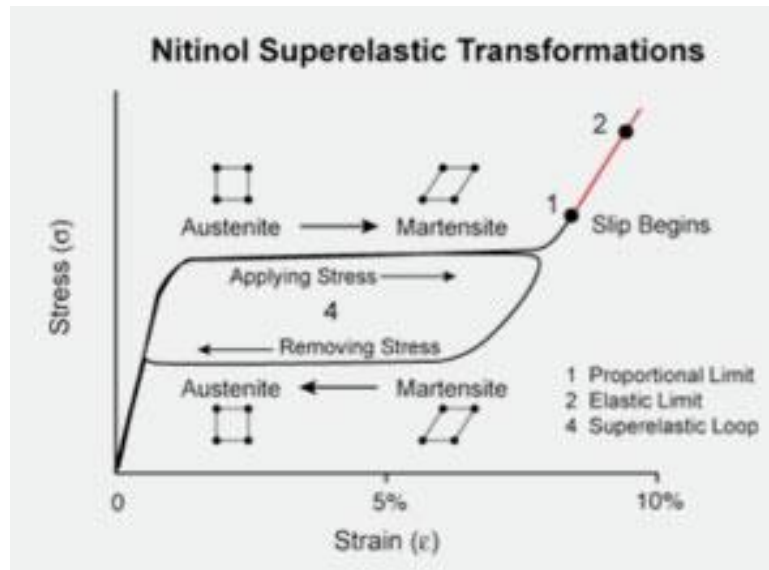 Nitinol Superelastic Transformations
2
1
Austenite
Martensite
Slip Begins
Applying Stress
4
Removing Stress
Austenite
Martensite
1 Proportional Limit
2 Elastic Limit
4 Superelastic Loop
Stress (σ)
0
5%
10%
Strain (ε)